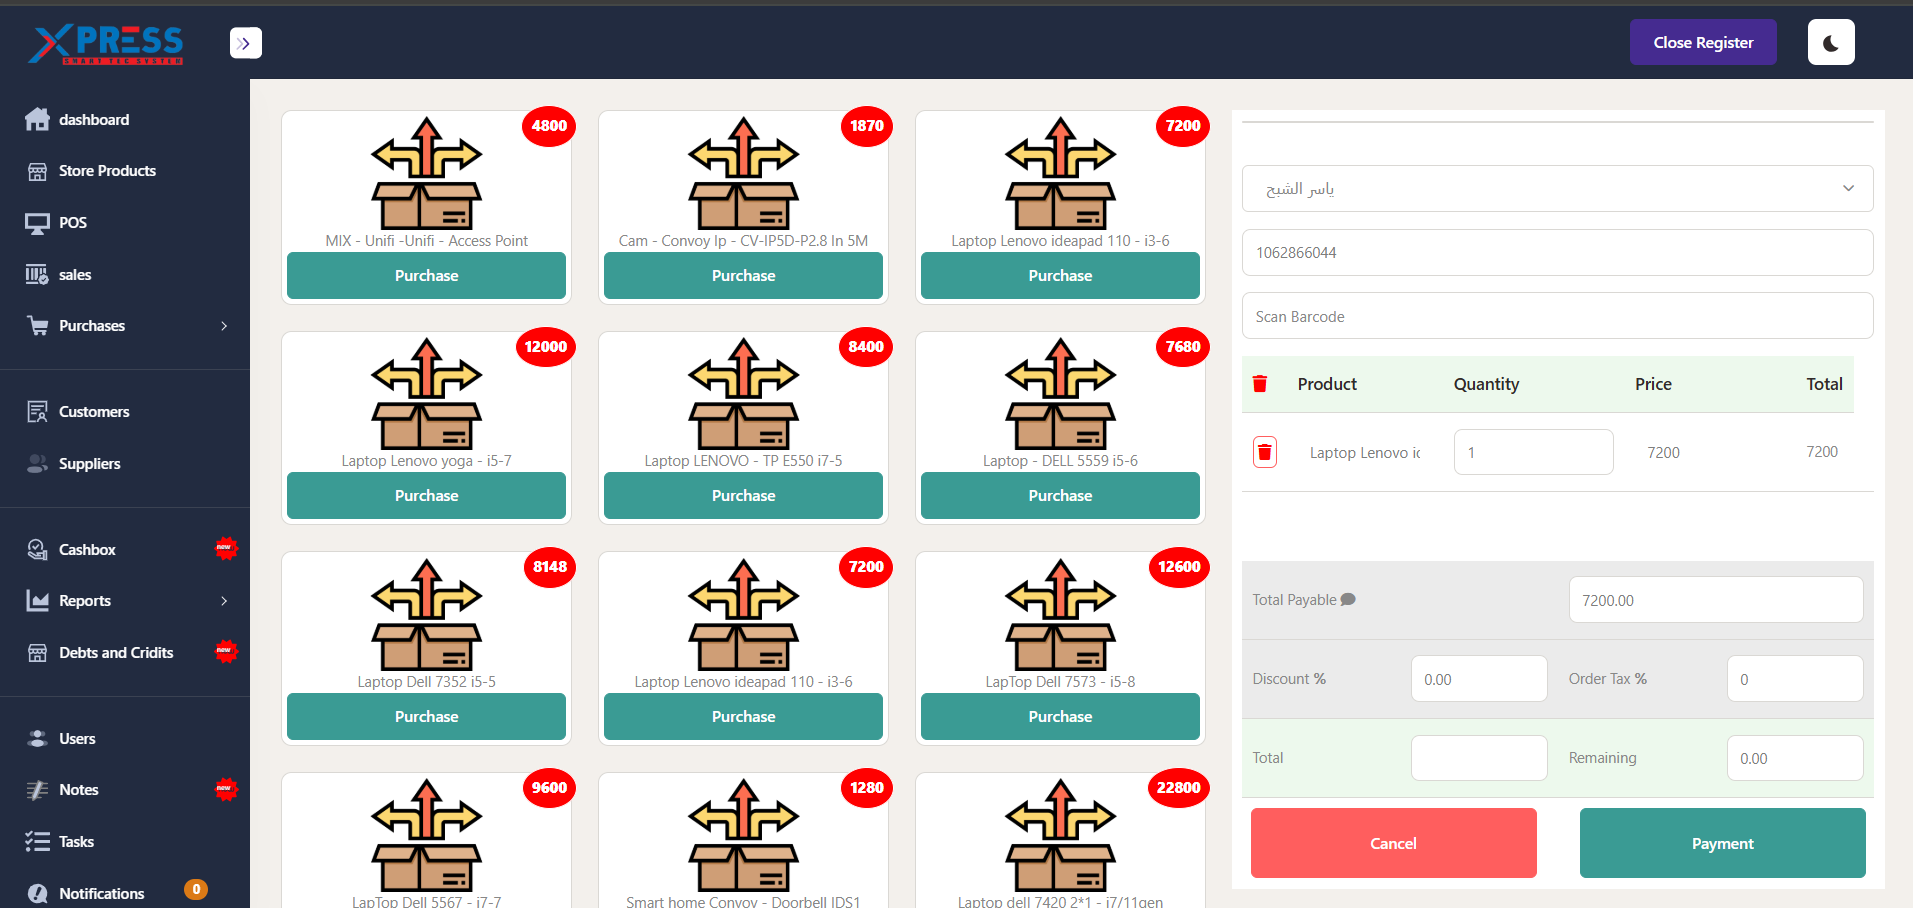 XPRESS
SMART TEC SYSTEM
Close Register
dashboard
Store Products
POS
sales
Purchases
Customers
Suppliers
Cashbox
new
Reports
Debts and Cridits
new
Users
Notes
new
Tasks
Notifications
0
4800
MIX - Unifi -Unifi - Access Point
Purchase
1870
Cam - Convoy Ip - CV-IP5D-P2.8 In 5M
Purchase
7200
Laptop Lenovo ideapad 110 - i3-6
Purchase
12000
Laptop Lenovo yoga - i5-7
Purchase
8400
Laptop LENOVO - TP E550 i7-5
Purchase
7680
Laptop - DELL 5559 i5-6
Purchase
8148
Laptop Dell 7352 i5-5
Purchase
7200
Laptop Lenovo ideapad 110 - i3-6
Purchase
12600
LapTop Dell 7573 - i5-8
Purchase
9600
LapTop Dell 5567 - i7-7
1280
Smart home Convoy - Doorbell IDS1
22800
Laptop dell 7420 2*1 - i7/11gen
ياسر الشبح
1062866044
Scan Barcode
Product Quantity Price Total
Laptop Lenovo ic 1 7200 7200
Total Payable 7200.00
Discount % 0.00 Order Tax % 0
Total Remaining 0.00
Cancel Payment